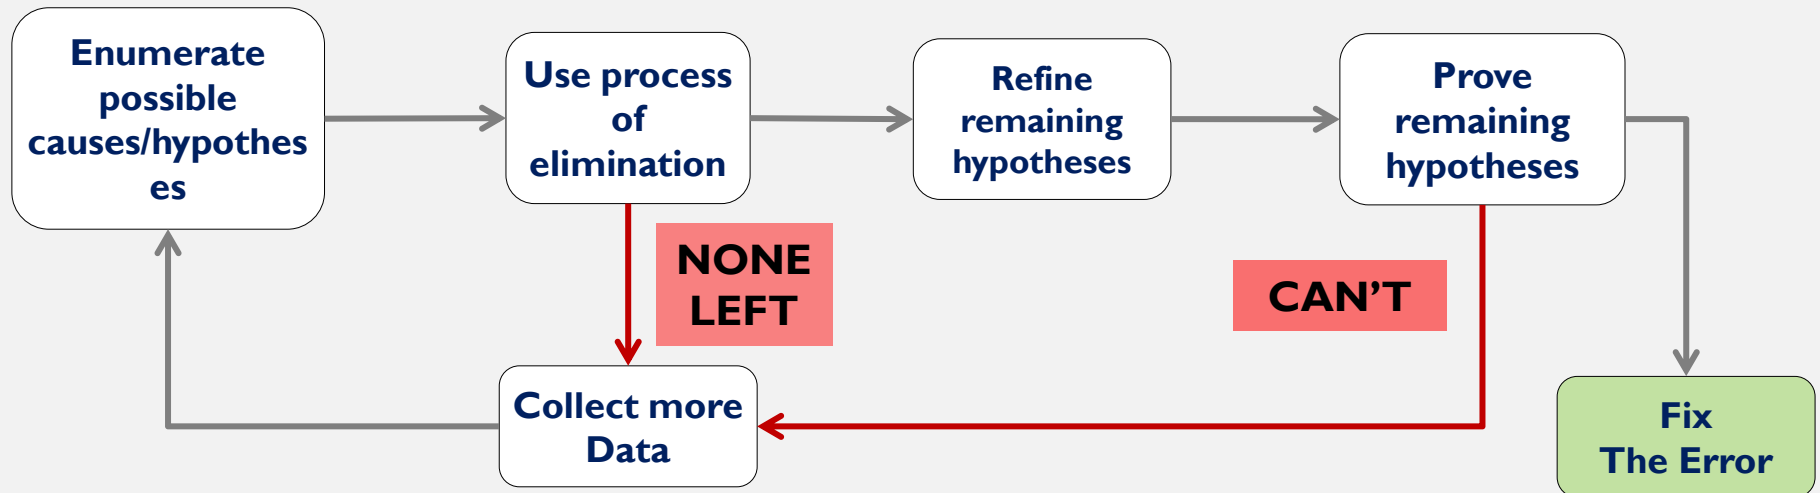 Enumerate
possible
causes/hypothes
es
Use process
of
elimination
Refine
remaining
hypotheses
Prove
remaining
hypotheses
NONE
LEFT
CAN’T
Collect more
Data
Fix
The Error